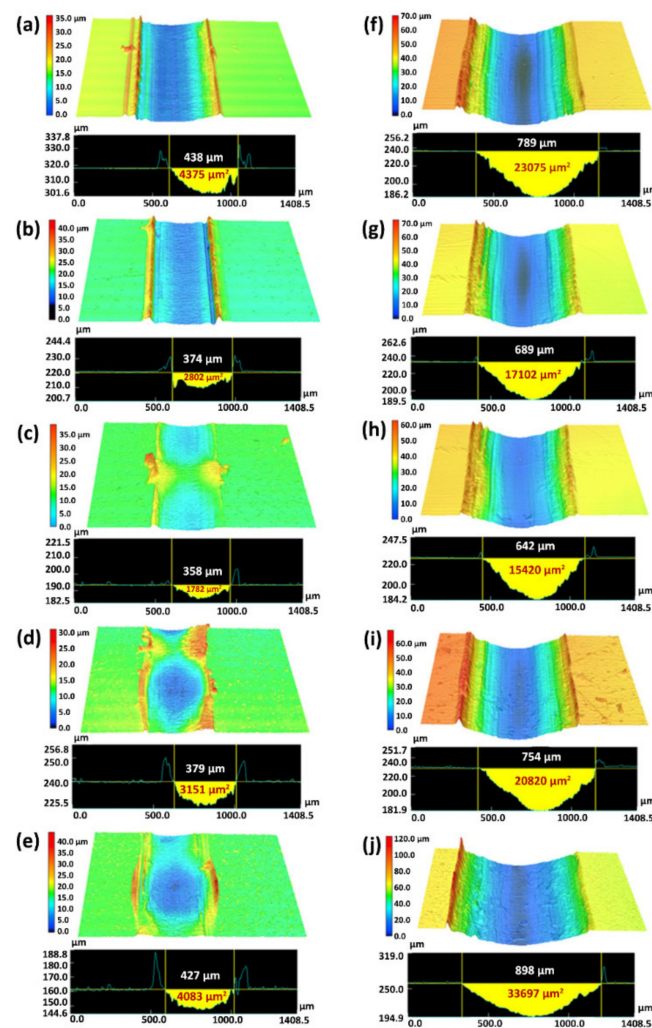 (a)
35.0 µm
30.0
25.0
20.0
15.0
10.0
5.0
0.0
µm
337.8
330.0
320.0
310.0
301.6
438 µm
4375 µm²
0.0 500.0 1000.0 1408.5
µm
(b)
40.0 µm
35.0
30.0
25.0
20.0
15.0
10.0
5.0
0.0
µm
244.4
230.0
220.0
210.0
200.7
374 µm
2802 µm²
0.0 500.0 1000.0 1408.5
µm
(c)
35.0 µm
30.0
25.0
20.0
15.0
10.0
5.0
0.0
µm
221.5
210.0
200.0
190.0
182.5
358 µm
1782 µm²
0.0 500.0 1000.0 1408.5
µm
(d)
30.0 µm
25.0
20.0
15.0
10.0
5.0
0.0
µm
256.8
250.0
240.0
225.5
379 µm
3151 µm²
0.0 500.0 1000.0 1408.5
µm
(e)
40.0 µm
35.0
30.0
25.0
20.0
15.0
10.0
5.0
0.0
µm
188.8
180.0
170.0
160.0
150.0
144.6
427 µm
4083 µm²
0.0 500.0 1000.0 1408.5
µm
(f)
70.0 µm
60.0
50.0
40.0
30.0
20.0
10.0
0.0
µm
256.2
240.0
220.0
200.0
186.2
789 µm
23075 µm²
0.0 500.0 1000.0 1408.5
µm
(g)
70.0 µm
60.0
50.0
40.0
30.0
20.0
10.0
0.0
µm
262.6
240.0
220.0
200.0
189.5
689 µm
17102 µm²
0.0 500.0 1000.0 1408.5
µm
(h)
60.0 µm
50.0
40.0
30.0
20.0
10.0
0.0
µm
247.5
220.0
200.0
184.2
642 µm
15420 µm²
0.0 500.0 1000.0 1408.5
µm
(i)
60.0 µm
50.0
40.0
30.0
20.0
10.0
0.0
µm
251.7
240.0
220.0
200.0
181.9
754 µm
20820 µm²
0.0 500.0 1000.0 1408.5
µm
(j)
120.0 µm
100.0
80.0
60.0
40.0
20.0
0.0
µm
319.0
250.0
194.9
898 µm
33697 µm²
0.0 500.0 1000.0 1408.5
µm